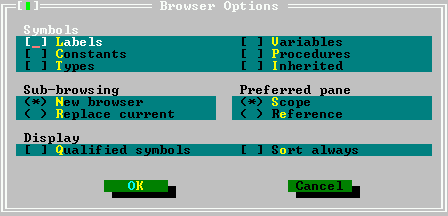 [■] Browser Options
Symbols
[_] Labels [ ] Variables
[ ] Constants [ ] Procedures
[ ] Types [ ] Inherited
Sub-browsing Preferred pane
(*) New browser (*) Scope
( ) Replace current ( ) Reference
Display
[ ] Qualified symbols [ ] Sort always
OK Cancel